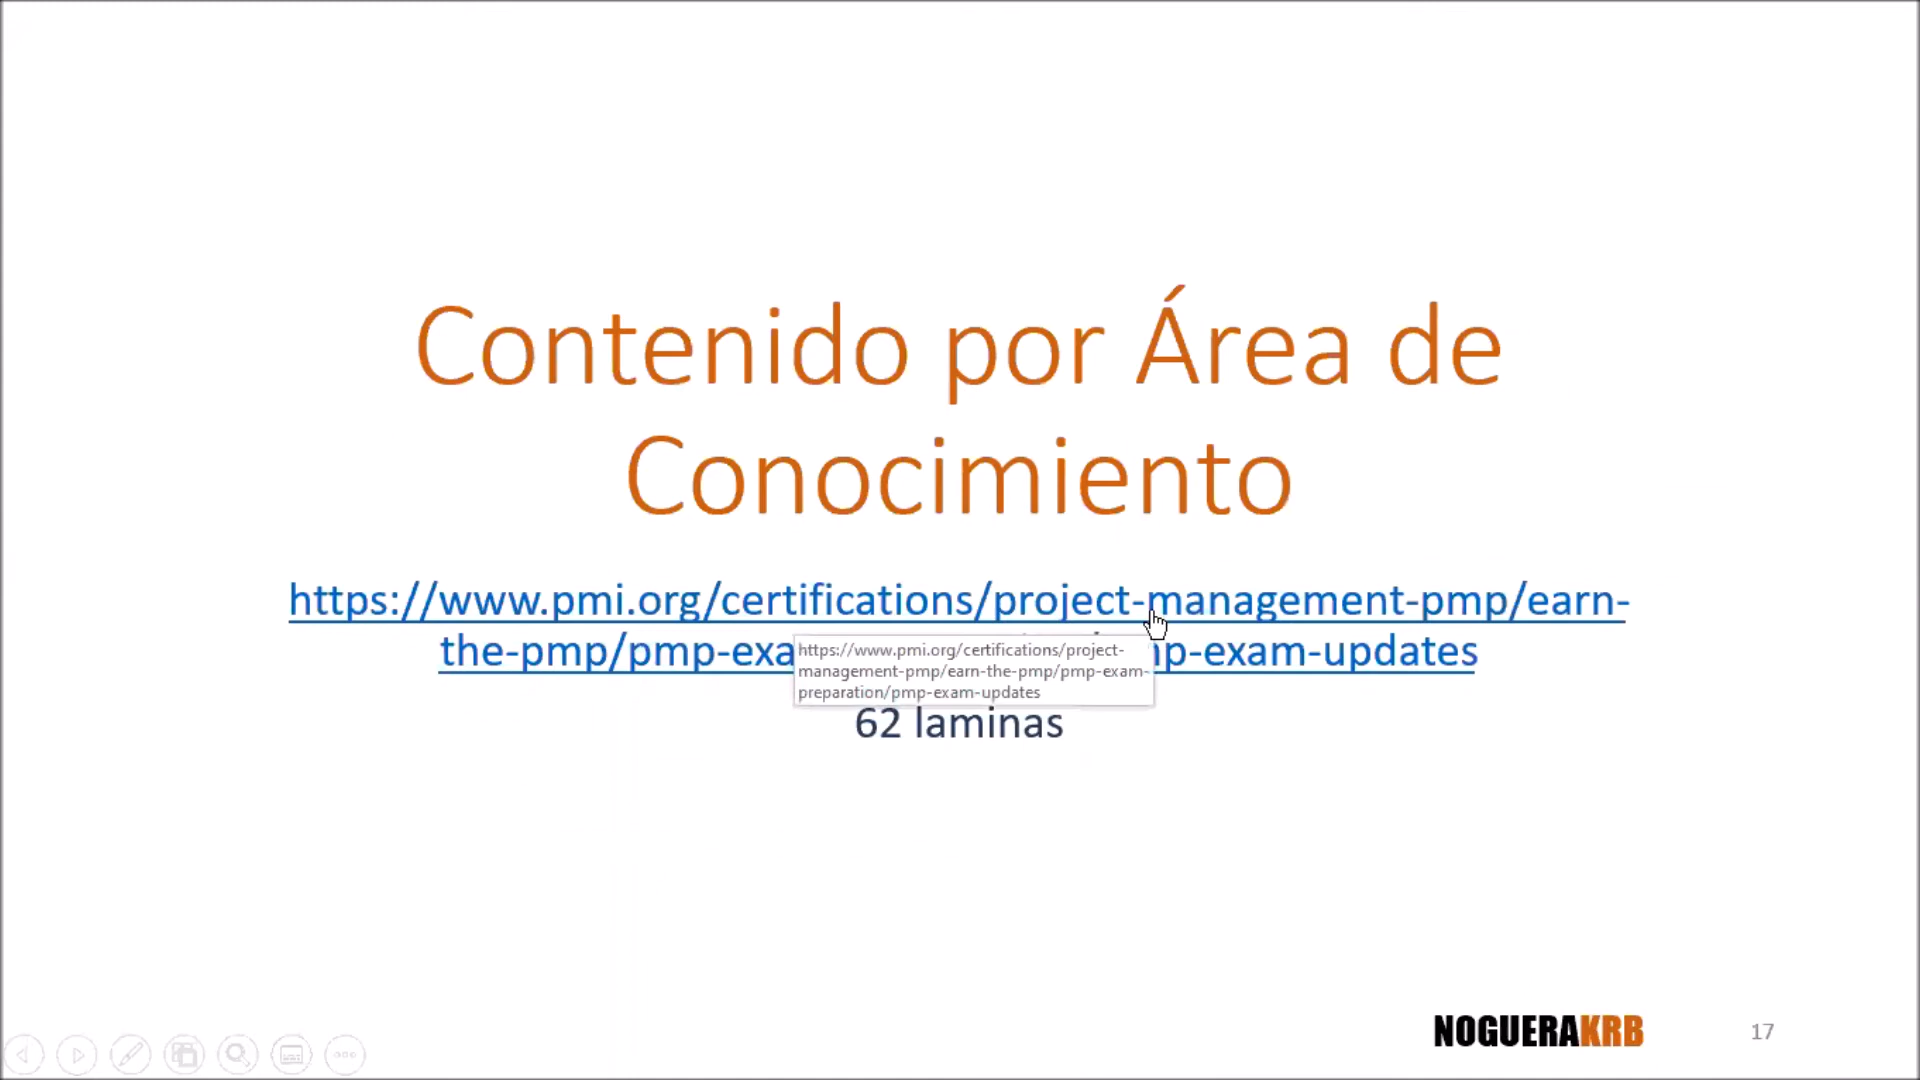 Contenido por Área de
Conocimiento
https://www.pmi.org/certifications/project-management-pmp/earn-
the-pmp/pmp-exa mp-exam-updates
https://www.pmi.org/certifications/project-
management-pmp/earn-the-pmp/pmp-exam-
preparation/pmp-exam-updates
62 laminas
NOGUERAKRB
17